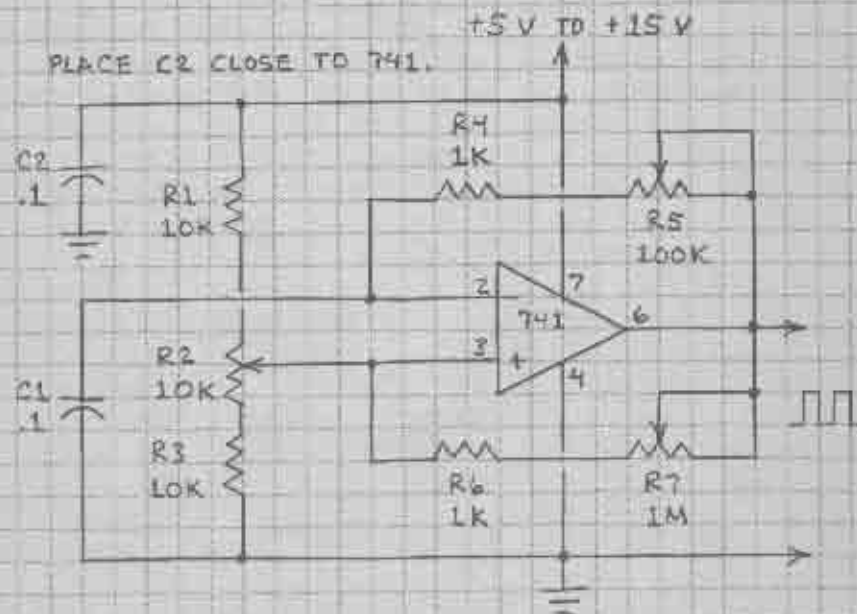 +5 V TO +15 V
PLACE C2 CLOSE TO 741.
R4
1K
C2
.1
R1
10K
R5
100K
2
7
741
6
3
+
4
R2
10K
C1
.1
R3
10K
R6
1K
R7
1M